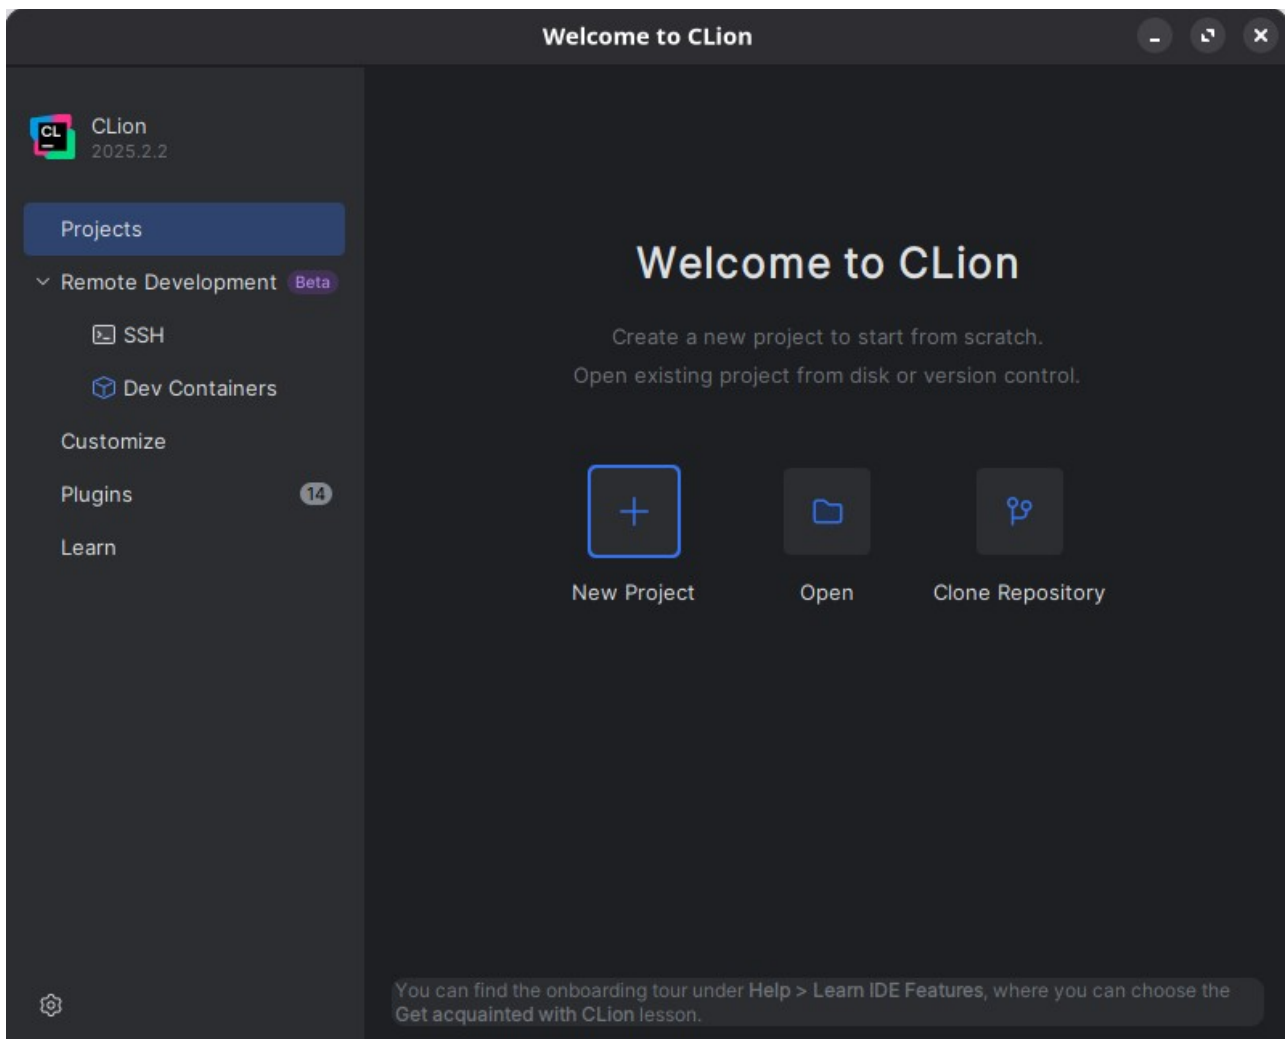 Welcome to CLion
CL
CLion
2025.2.2
Projects
Remote Development Beta
SSH
Dev Containers
Customize
Plugins 14
Learn
Welcome to CLion
Create a new project to start from scratch.
Open existing project from disk or version control.
New Project
Open
Clone Repository
You can find the onboarding tour under Help > Learn IDE Features, where you can choose the
Get acquainted with CLion lesson.